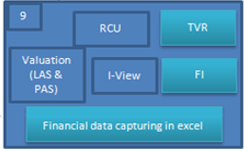 9
RCU
TVR
Valuation
(LAS &
PAS)
I-View
FI
Financial data capturing in excel